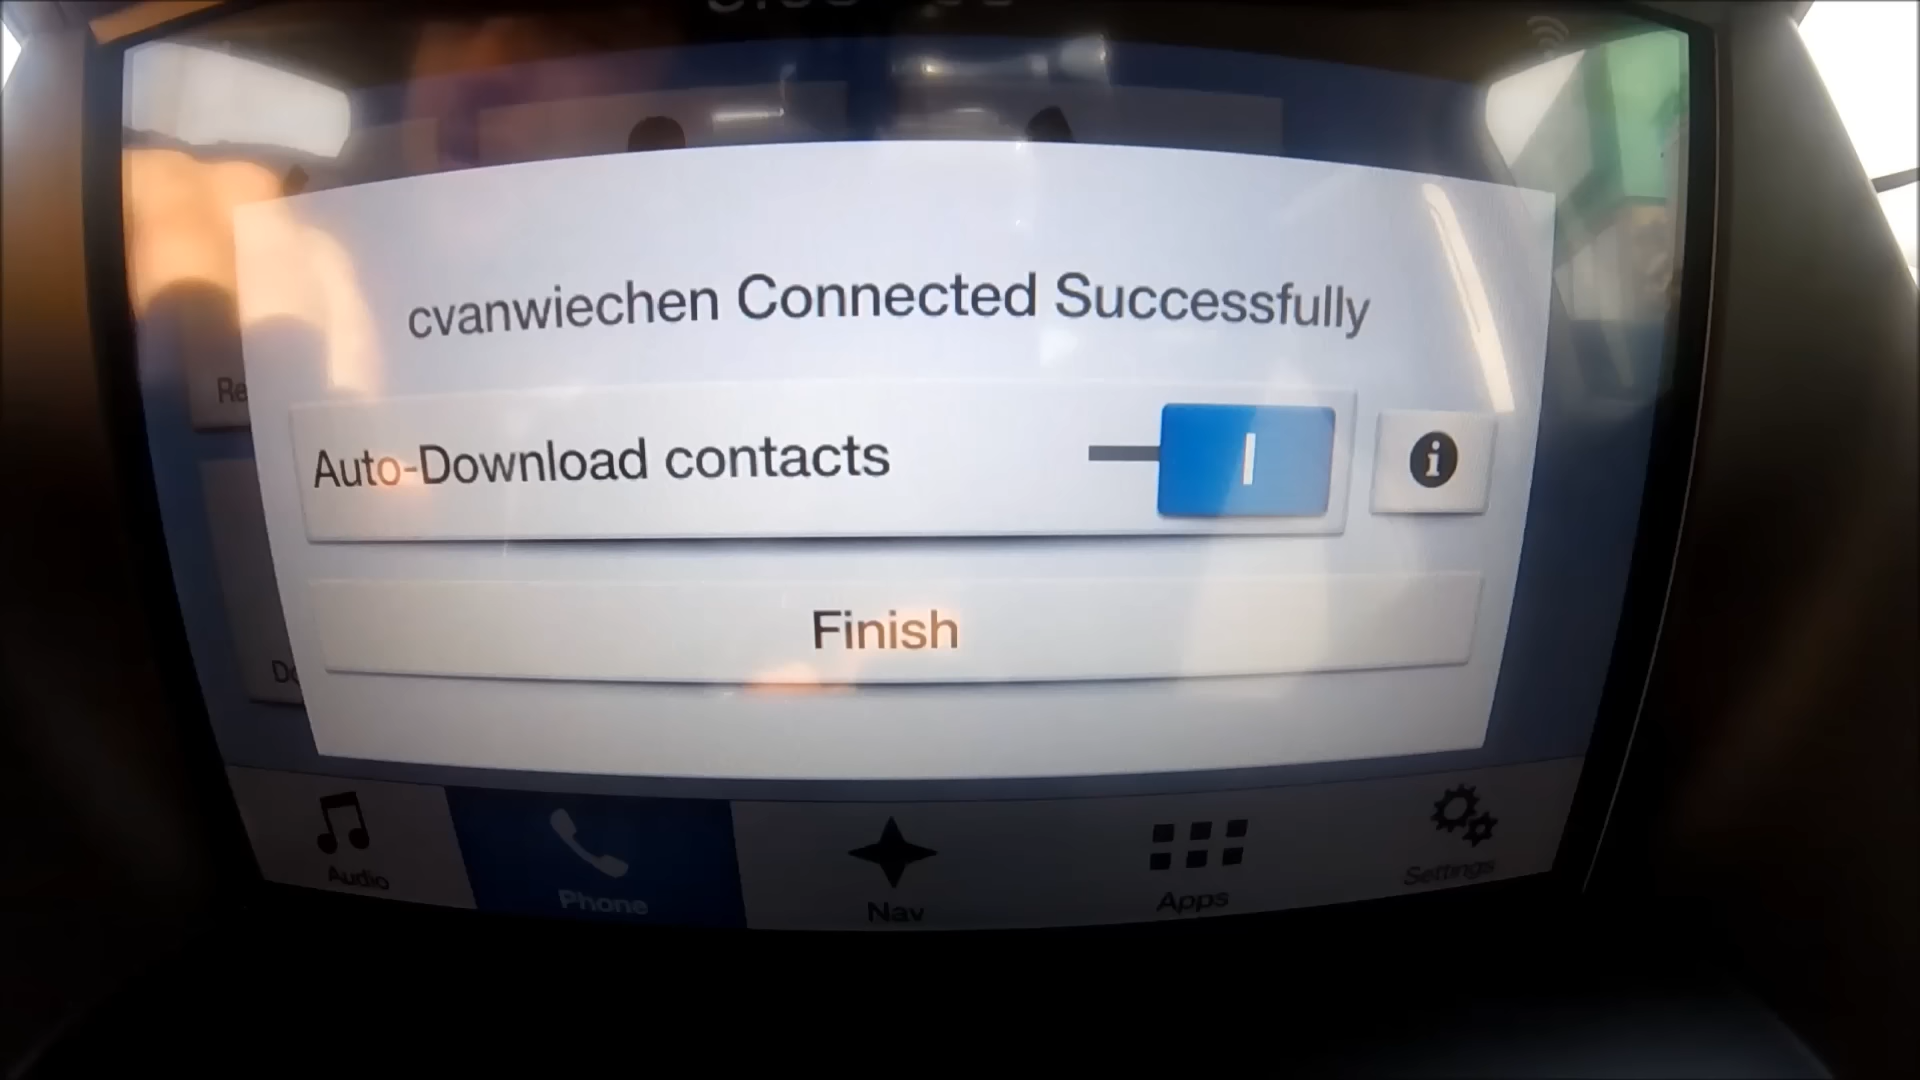 cvanwiechen Connected Successfully
Auto-Download contacts
Finish
Audio
Phone
Nav
Apps
Settings